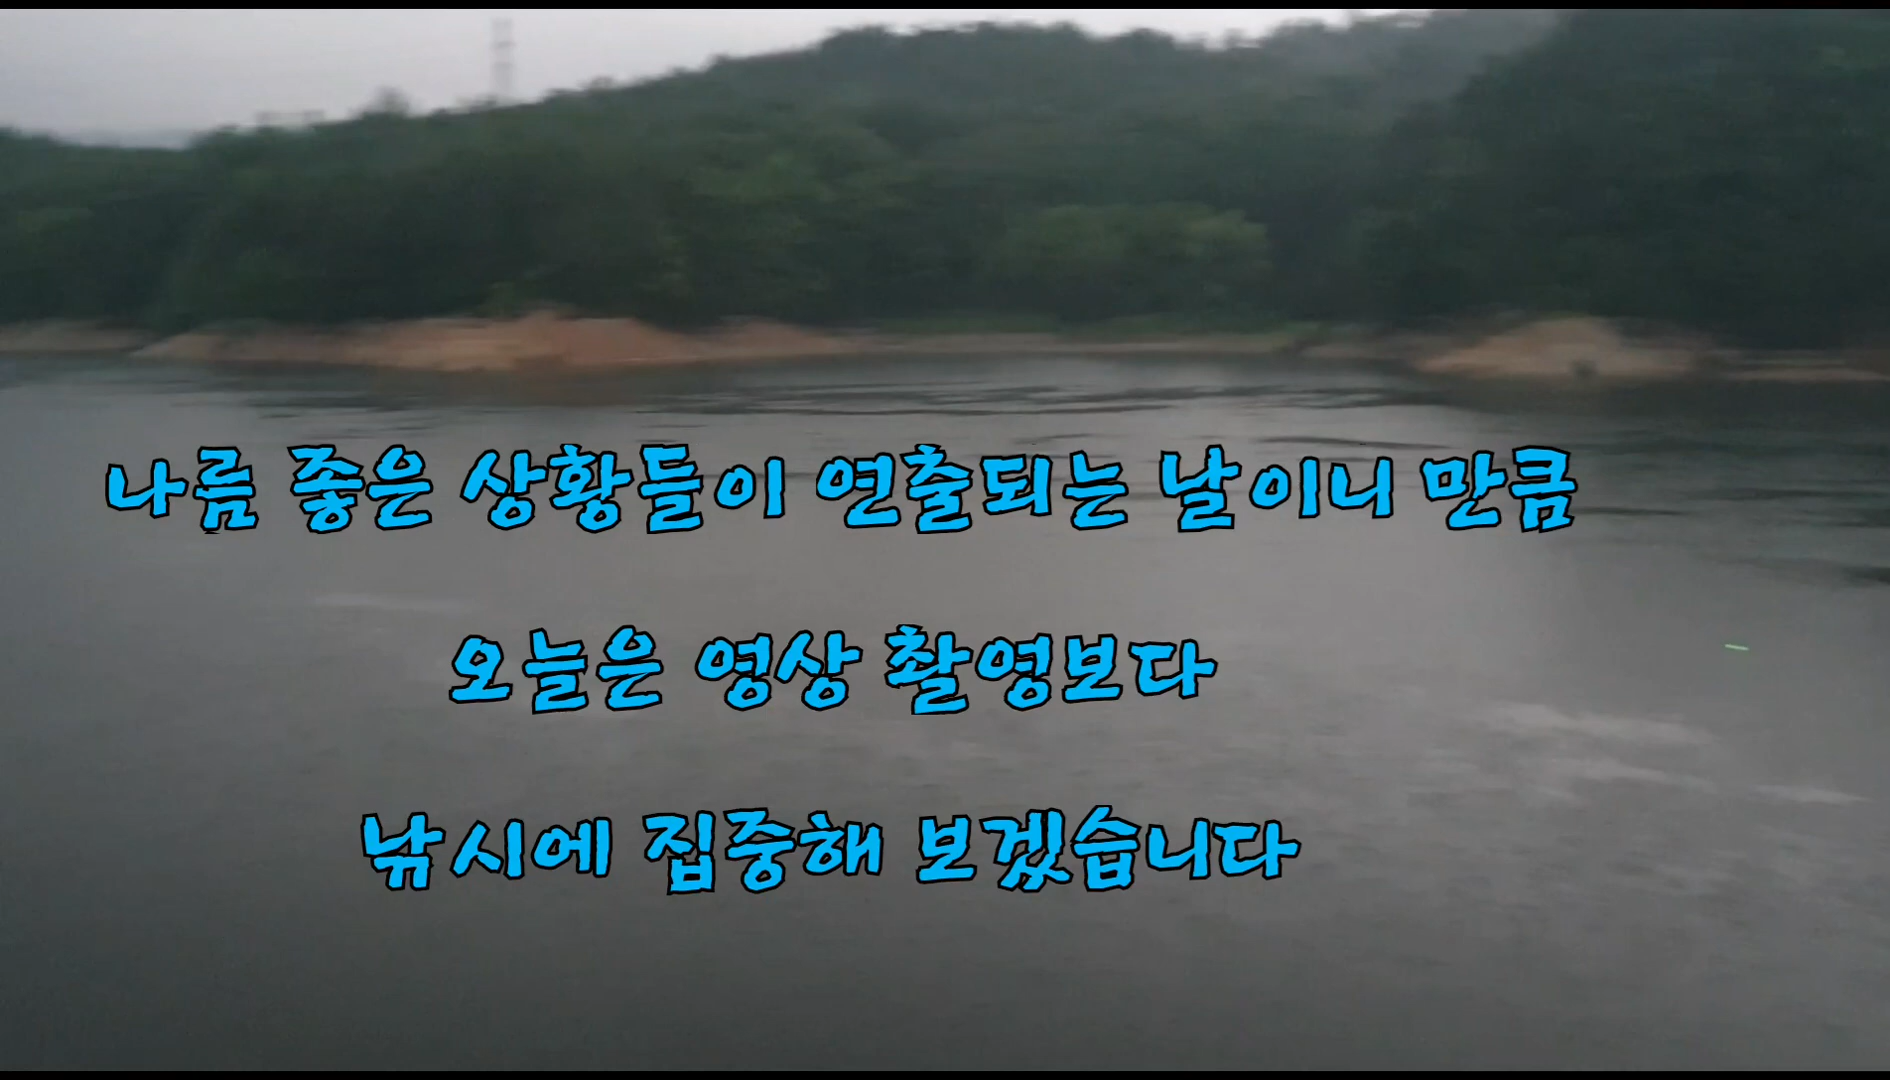 나름 좋은 상황들이 연출되는 날이니 만큼
오늘은 영상 촬영보다
낚시에 집중해 보겠습니다